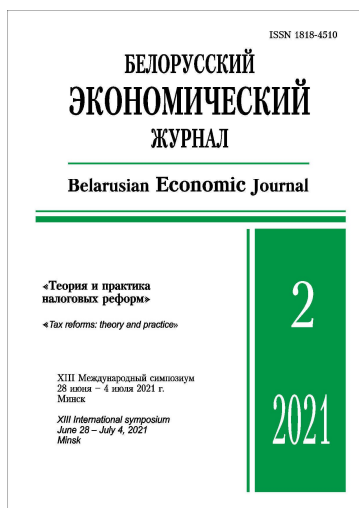 ISSN 1818-4510
БЕЛОРУССКИЙ
ЭКОНОМИЧЕСКИЙ
ЖУРНАЛ
Belarusian Economic Journal
«Теория и практика
налоговых реформ»
«Tax reforms: theory and practice»
XIII Международный симпозиум
28 июня – 4 июля 2021 г.
Минск
XIII International symposium
June 28 – July 4, 2021
Minsk
2
2021